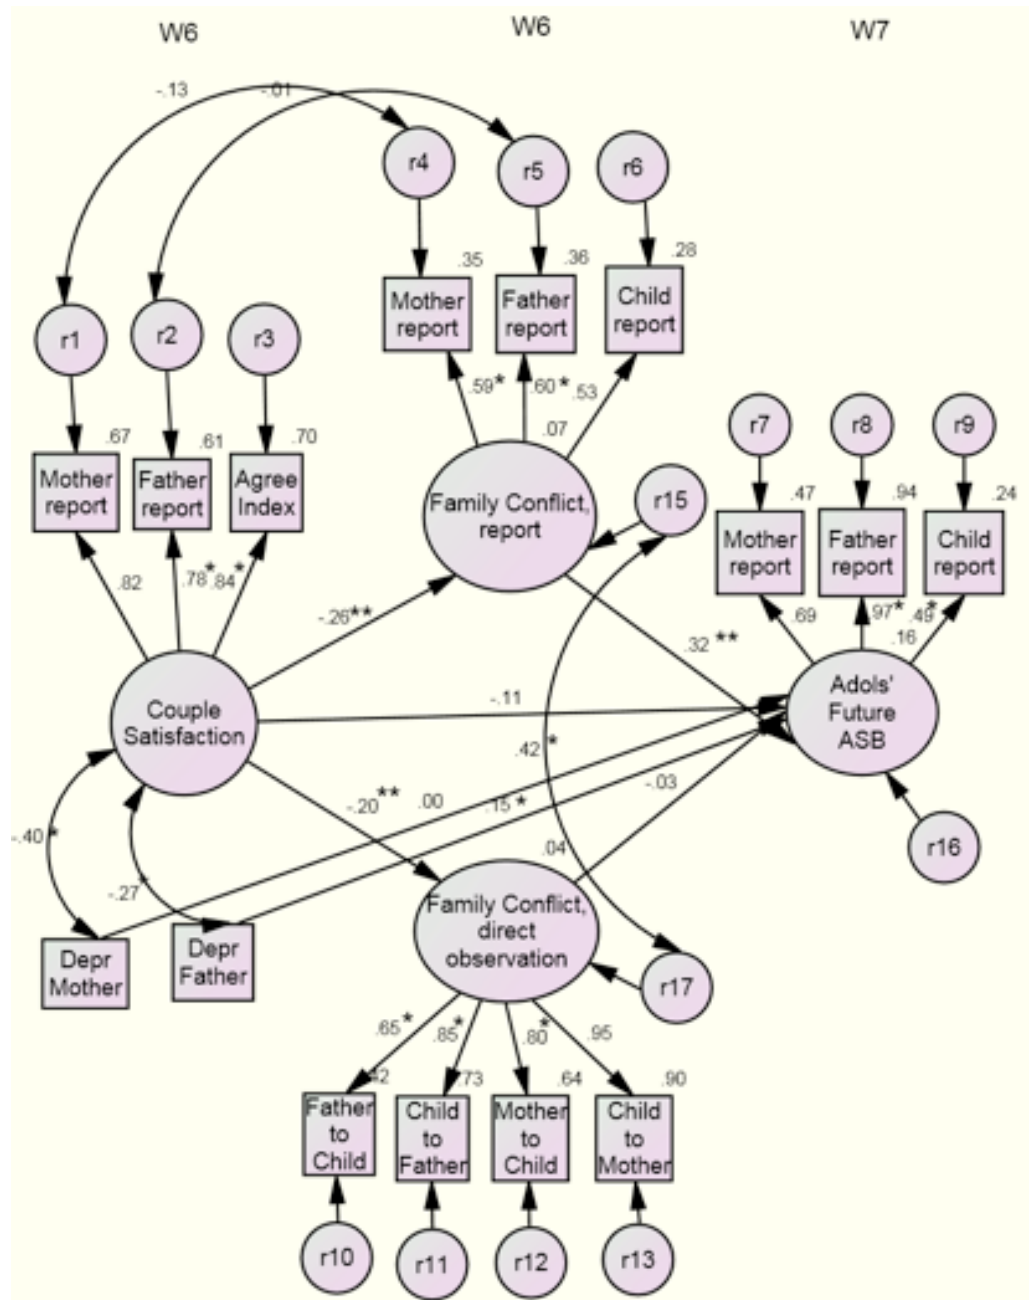 W6 W6 W7
-.13 -.01
r4 r5 r6
.35 .36 .28
Mother report
Father report
Child report
r1 r2 r3
.59* .60* .53
.07
.67 .61 .70
Mother report
Father report
Agree Index
Family Conflict, report
r15
r7 r8 r9
.47 .94 .24
Mother report
Father report
Child report
.82 .78* .84*
-.26**
.32 **
.69 .97* .49*
.16
Couple Satisfaction
-.11
Adols' Future ASB
.42 *
-.40 *
-.27*
-.20** .00 .15 * -.03
.04
r16
Depr Mother
Depr Father
Family Conflict, direct observation
r17
.65* .85* .80* .95
.42 .73 .64 .90
Father to Child
Child to Father
Mother to Child
Child to Mother
r10 r11 r12 r13